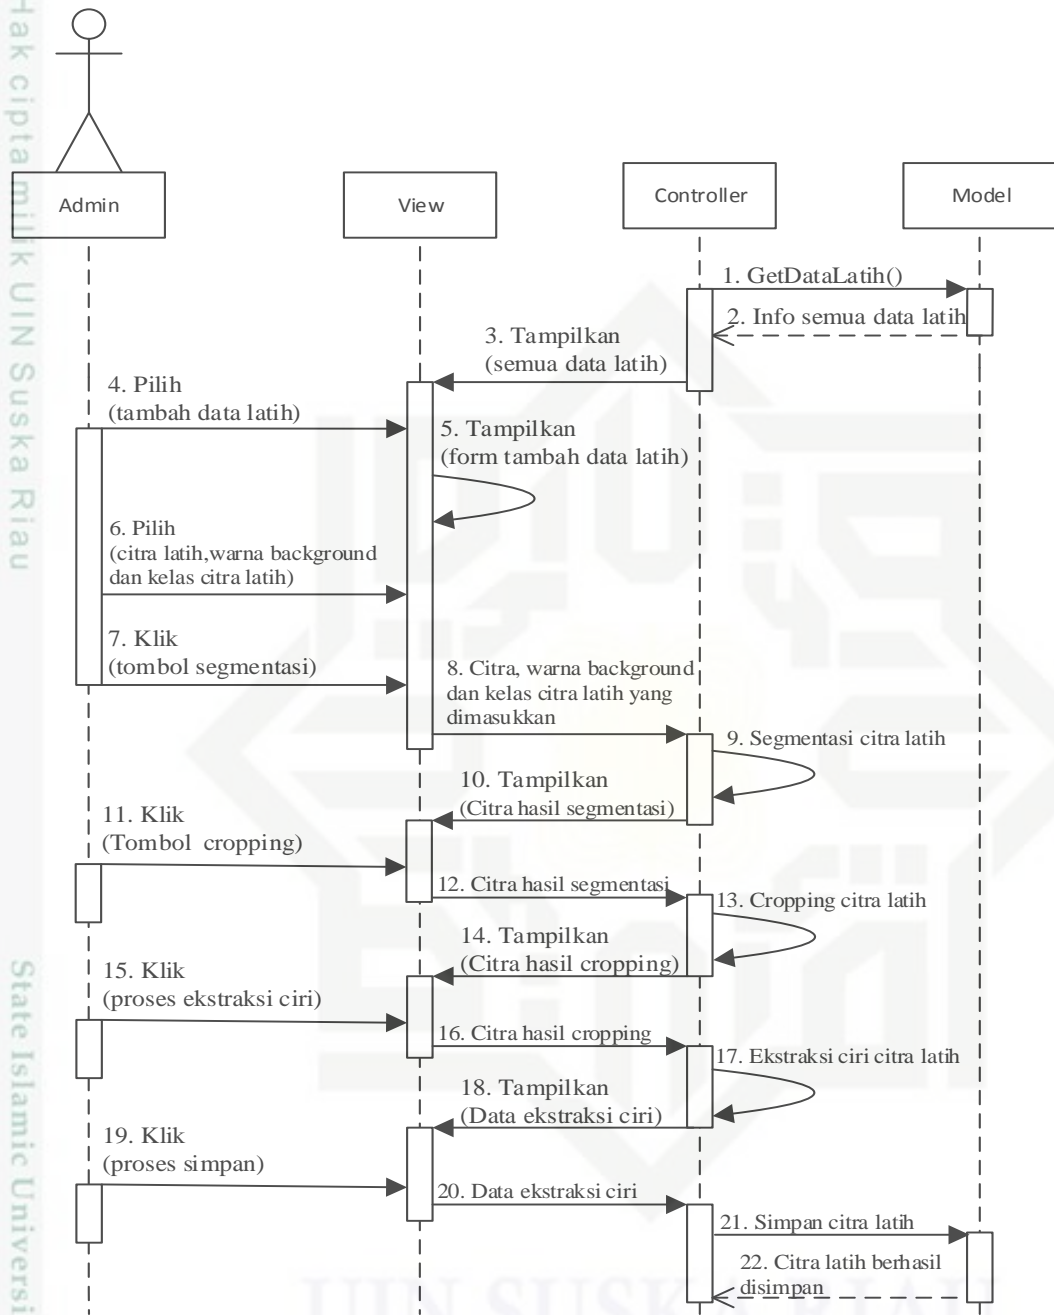 Hak cipta milik UIN Suska Riau
State Islamic Universi
Admin
View
Controller
Model
1. GetDataLatih()
2. Info semua data latih
3. Tampilkan
(semua data latih)
4. Pilih
(tambah data latih)
5. Tampilkan
(form tambah data latih)
6. Pilih
(citra latih,warna background
dan kelas citra latih)
7. Klik
(tombol segmentasi)
8. Citra, warna background
dan kelas citra latih yang
dimasukkan
9. Segmentasi citra latih
10. Tampilkan
(Citra hasil segmentasi)
11. Klik
(Tombol cropping)
12. Citra hasil segmentasi
13. Cropping citra latih
14. Tampilkan
(Citra hasil cropping)
15. Klik
(proses ekstraksi ciri)
16. Citra hasil cropping
17. Ekstraksi ciri citra latih
18. Tampilkan
(Data ekstraksi ciri)
19. Klik
(proses simpan)
20. Data ekstraksi ciri
21. Simpan citra latih
22. Citra latih berhasil
disimpan
UIN SUSKA RIAU